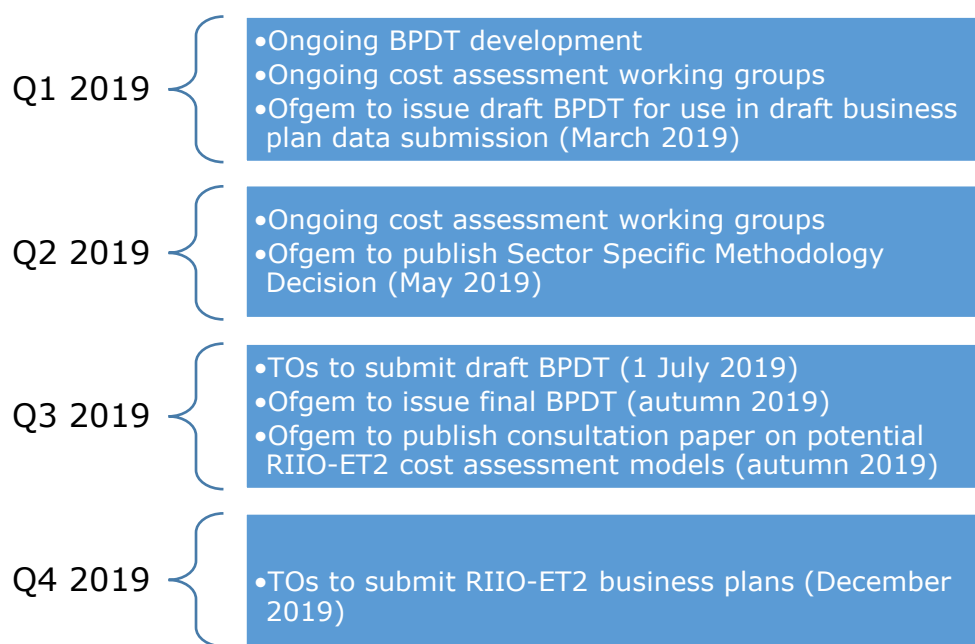 Q1 2019
•Ongoing BPDT development
•Ongoing cost assessment working groups
•Ofgem to issue draft BPDT for use in draft business
plan data submission (March 2019)
Q2 2019
•Ongoing cost assessment working groups
•Ofgem to publish Sector Specific Methodology
Decision (May 2019)
Q3 2019
•TOs to submit draft BPDT (1 July 2019)
•Ofgem to issue final BPDT (autumn 2019)
•Ofgem to publish consultation paper on potential
RIIO-ET2 cost assessment models (autumn 2019)
Q4 2019
•TOs to submit RIIO-ET2 business plans (December
2019)